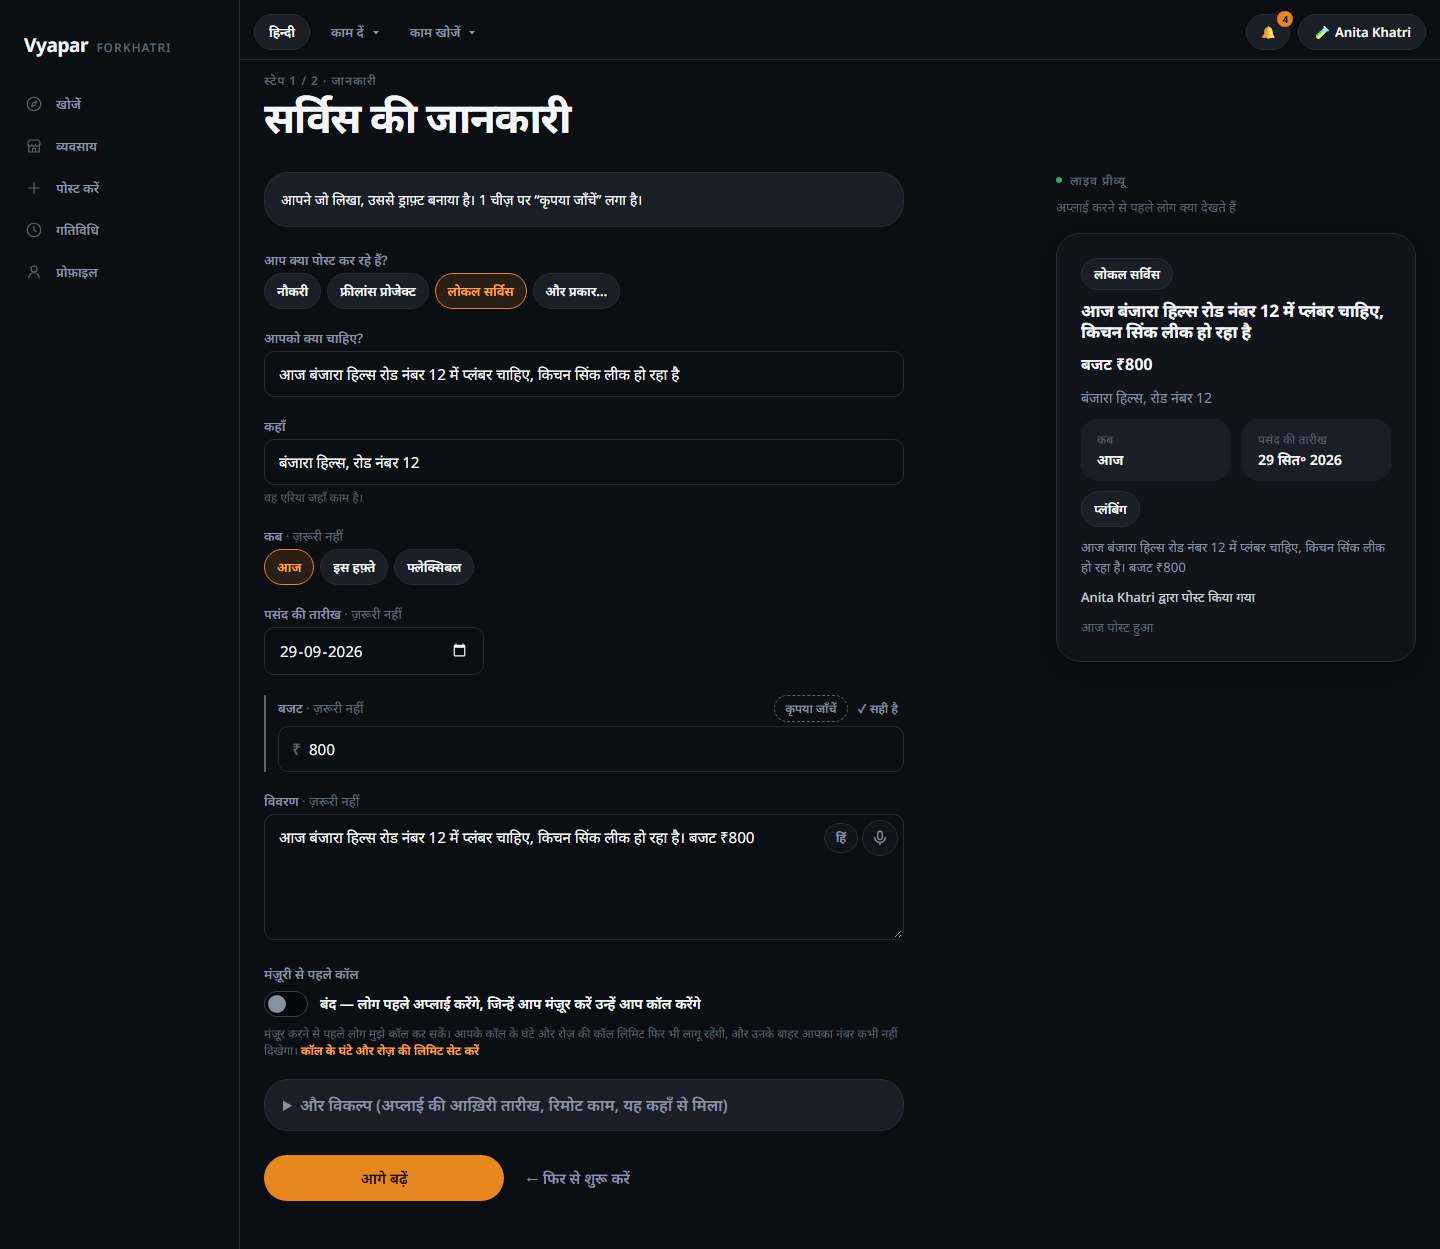 Vyapar FORKHATRI
खोजें
व्यवसाय
पोस्ट करें
गतिविधि
प्रोफ़ाइल
हिन्दी
काम दें
काम खोजें
4
Anita Khatri
स्टेप 1 / 2 · जानकारी
सर्विस की जानकारी
आपने जो लिखा, उससे ड्राफ़्ट बनाया है। 1 चीज़ पर “कृपया जाँचें” लगा है।
आप क्या पोस्ट कर रहे हैं?
नौकरी
फ्रीलांस प्रोजेक्ट
लोकल सर्विस
और प्रकार...
आपको क्या चाहिए?
आज बंजारा हिल्स रोड नंबर 12 में प्लंबर चाहिए, किचन सिंक लीक हो रहा है
कहाँ
बंजारा हिल्स, रोड नंबर 12
वह एरिया जहाँ काम है।
कब · ज़रूरी नहीं
आज
इस हफ़्ते
फ्लेक्सिबल
पसंद की तारीख · ज़रूरी नहीं
29-09-2026
बजट · ज़रूरी नहीं
कृपया जाँचें
✓ सही है
₹ 800
विवरण · ज़रूरी नहीं
आज बंजारा हिल्स रोड नंबर 12 में प्लंबर चाहिए, किचन सिंक लीक हो रहा है। बजट ₹800
हिं
मंज़ूरी से पहले कॉल
बंद — लोग पहले अप्लाई करेंगे, जिन्हें आप मंज़ूर करें उन्हें आप कॉल करेंगे
मंज़ूर करने से पहले लोग मुझे कॉल कर सकें। आपके कॉल के घंटे और रोज़ की कॉल लिमिट फिर भी लागू रहेंगी, और उनके बाहर आपका नंबर कभी नहीं
दिखेगा। कॉल के घंटे और रोज़ की लिमिट सेट करें
▶ और विकल्प (अप्लाई की आख़िरी तारीख, रिमोट काम, यह कहाँ से मिला)
आगे बढ़ें
← फिर से शुरू करें
लाइव प्रीव्यू
अप्लाई करने से पहले लोग क्या देखते हैं
लोकल सर्विस
आज बंजारा हिल्स रोड नंबर 12 में प्लंबर चाहिए,
किचन सिंक लीक हो रहा है
बजट ₹800
बंजारा हिल्स, रोड नंबर 12
कब
आज
पसंद की तारीख
29 सित॰ 2026
प्लंबिंग
आज बंजारा हिल्स रोड नंबर 12 में प्लंबर चाहिए, किचन सिंक लीक
हो रहा है। बजट ₹800
Anita Khatri द्वारा पोस्ट किया गया
आज पोस्ट हुआ